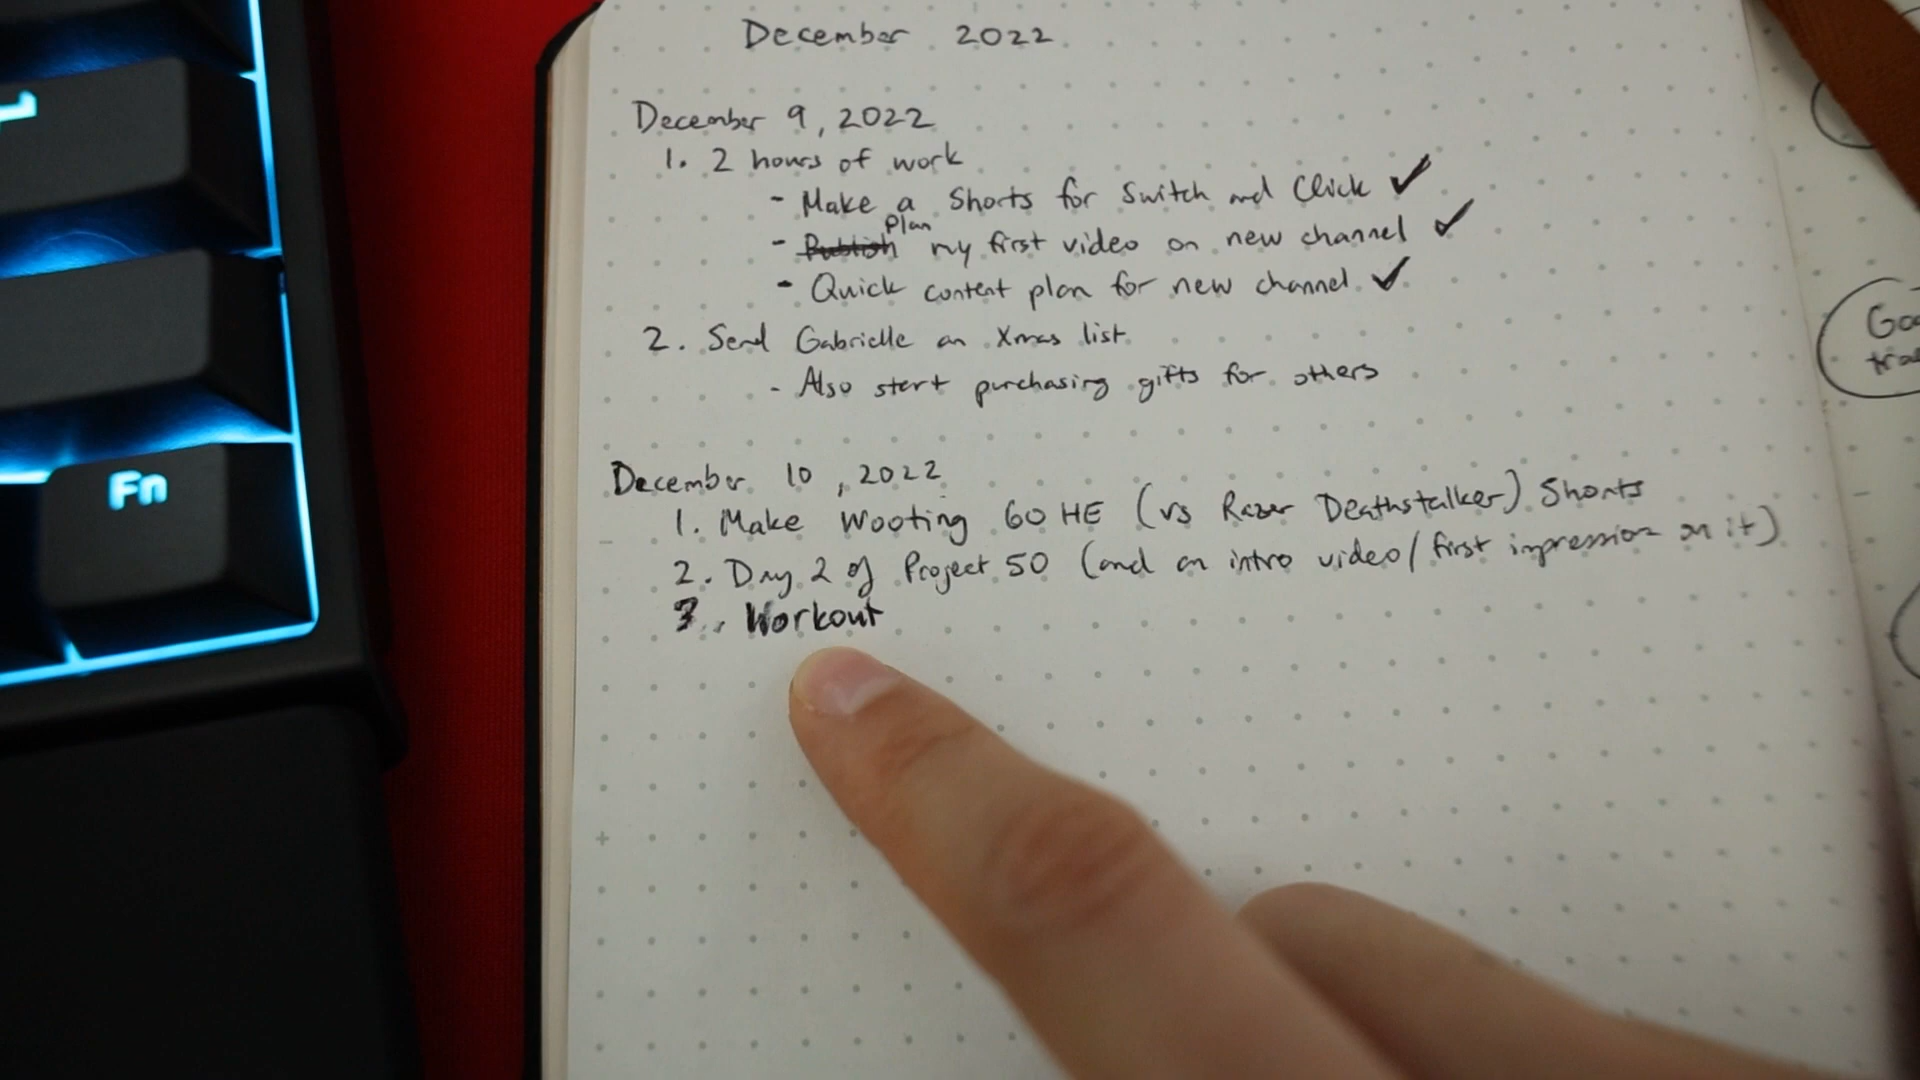 December 2022
December 9, 2022
1. 2 hours of work
- Make a Shorts for Switch and Click ✓
Plan
- Publish my first video on new channel ✓
- Quick content plan for new channel ✓
2. Send Gabrielle an Xmas list
- Also start purchasing gifts for others
December 10, 2022
1. Make Wooting 60 HE (vs Razer Deathstalker) Shorts
2. Day 2 of Project 50 (and an intro video/first impression on it)
3. Workout
Fn